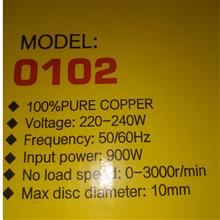 MODEL:
0102
◆ 100%PURE COPPER
◆ Voltage: 220-240W
◆ Frequency: 50/60Hz
◆ Input power: 900W
◆ No load speed: 0-3000r/min
◆ Max disc diameter: 10mm